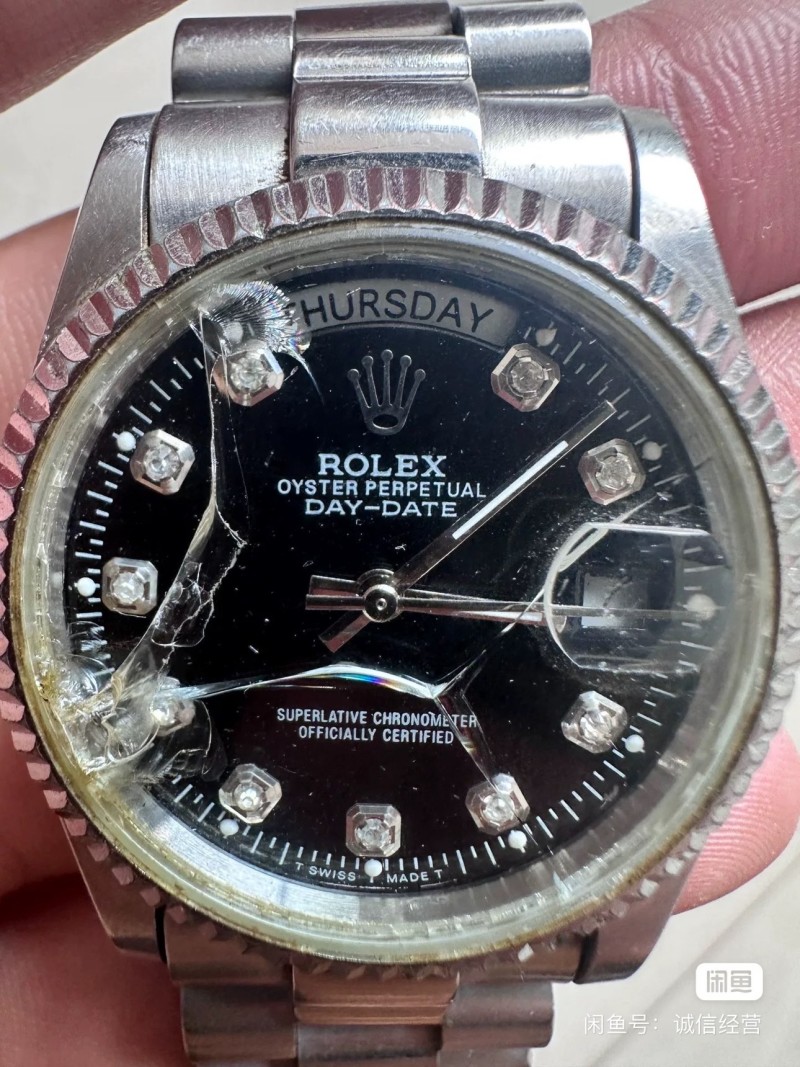 HURSDAY
ROLEX
OYSTER PERPETUAL
DAY-DATE
SUPERLATIVE CHRONOMETER
OFFICIALLY CERTIFIED
T SWISS MADE T
闲鱼
闲鱼号：诚信经营